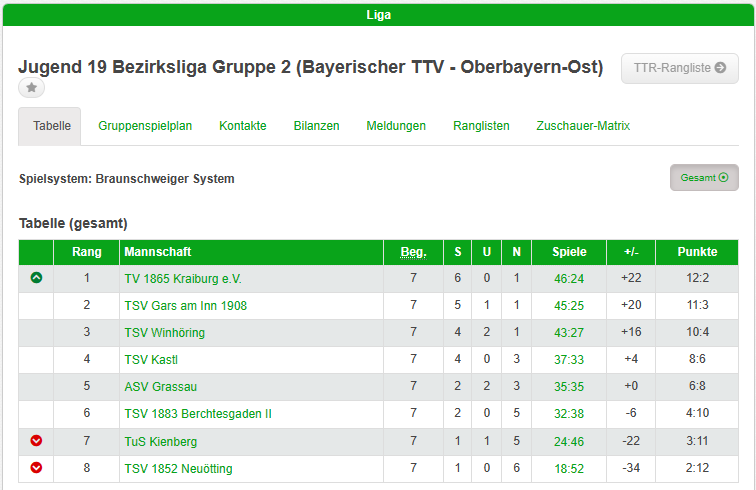 Liga
Jugend 19 Bezirksliga Gruppe 2 (Bayerischer TTV - Oberbayern-Ost)
TTR-Rangliste
Tabelle Gruppenspielplan Kontakte Bilanzen Meldungen Ranglisten Zuschauer-Matrix
Spielsystem: Braunschweiger System
Gesamt
Tabelle (gesamt)
Rang Mannschaft Beg. S U N Spiele +/- Punkte
1 TV 1865 Kraiburg e.V. 7 6 0 1 46:24 +22 12:2
2 TSV Gars am Inn 1908 7 5 1 1 45:25 +20 11:3
3 TSV Winhöring 7 4 2 1 43:27 +16 10:4
4 TSV Kastl 7 4 0 3 37:33 +4 8:6
5 ASV Grassau 7 2 2 3 35:35 +0 6:8
6 TSV 1883 Berchtesgaden II 7 2 0 5 32:38 -6 4:10
7 TuS Kienberg 7 1 1 5 24:46 -22 3:11
8 TSV 1852 Neuötting 7 1 0 6 18:52 -34 2:12